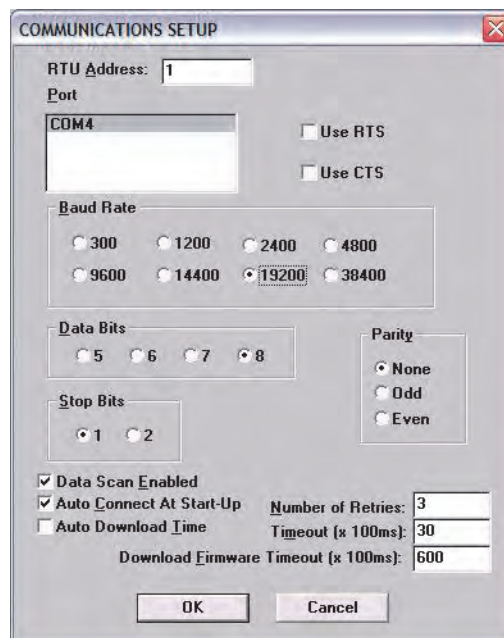 COMMUNICATIONS SETUP
RTU Address: 1
Port
COM4
Use RTS
Use CTS
Baud Rate
300 1200 2400 4800
9600 14400 19200 38400
Data Bits
5 6 7 8
Parity
None
Odd
Even
Stop Bits
1 2
Data Scan Enabled
Auto Connect At Start-Up
Auto Download Time
Number of Retries: 3
Timeout (x 100ms): 30
Download Firmware Timeout (x 100ms): 600
OK Cancel